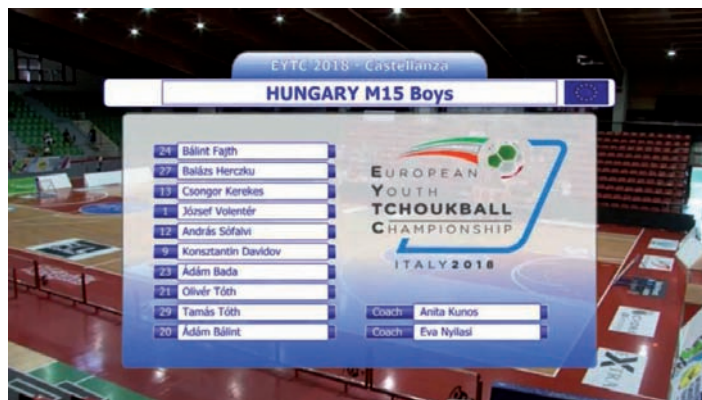 EYTC 2018 - Castellanza
HUNGARY M15 Boys
24 Bálint Fajth
27 Balázs Herczku
13 Csongor Kerekes
1 József Volentér
12 András Sófalvi
9 Konsztantin Davidov
23 Ádám Bada
21 Olivér Tóth
29 Tamás Tóth
20 Ádám Bálint
EUROPEAN
YOUTH
TCHOUKBALL
CHAMPIONSHIP
ITALY 2018
Coach Anita Kunos
Coach Eva Nyilasi